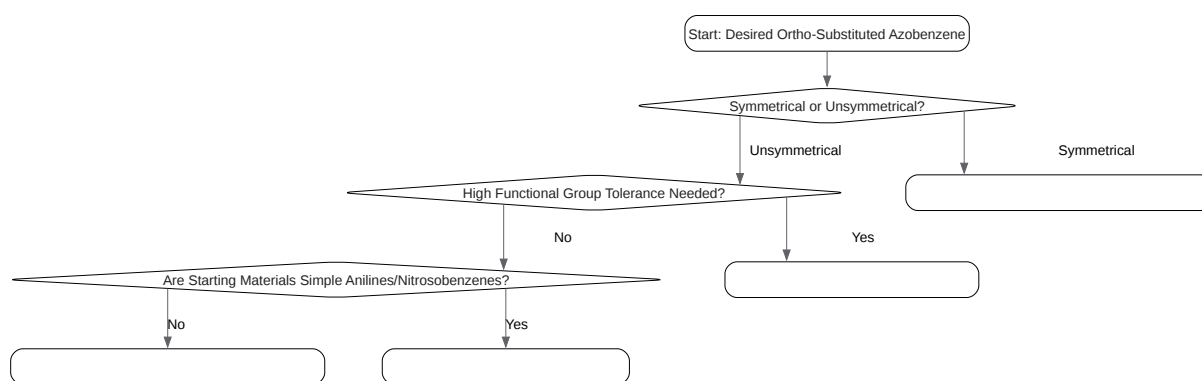 Start: Desired Ortho-Substituted Azobenzene
Symmetrical or Unsymmetrical?
Unsymmetrical
Symmetrical
High Functional Group Tolerance Needed?
No
Yes
Are Starting Materials Simple Anilines/Nitrosobenzenes?
No
Yes